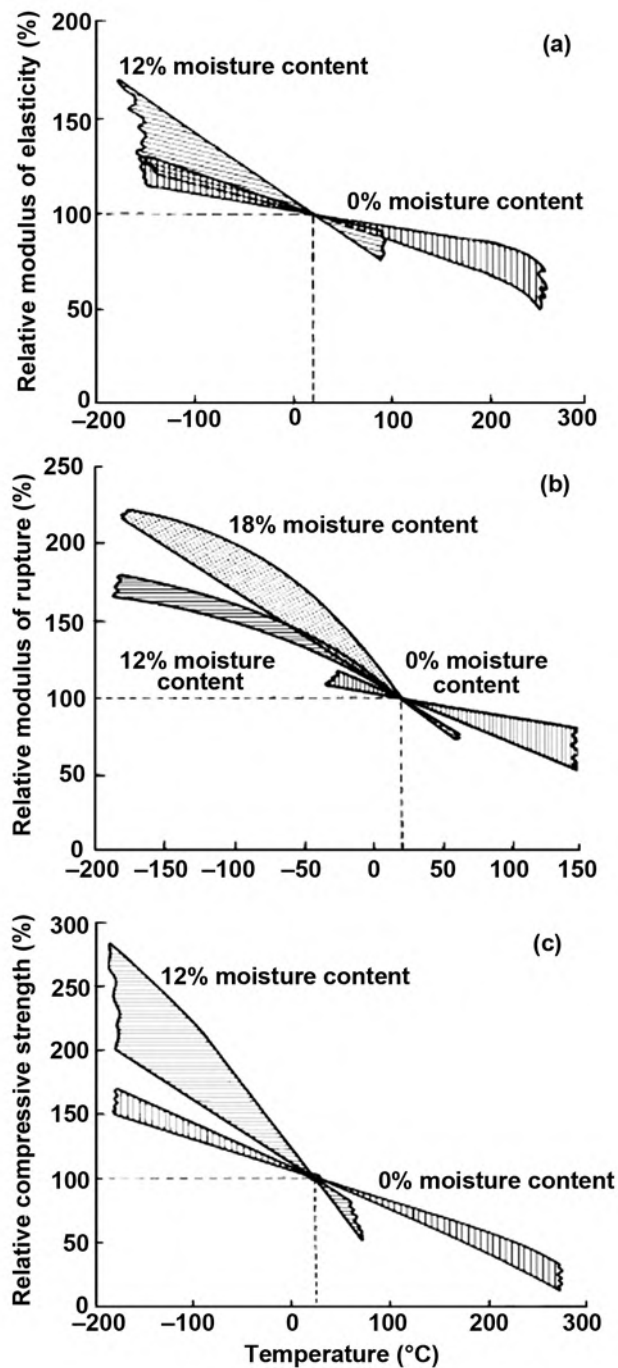 Relative modulus of elasticity (%)
200
150
100
50
0
(a)
12% moisture content
0% moisture content
–200
–100
0
100
200
300
Relative modulus of rupture (%)
250
200
150
100
50
0
(b)
18% moisture content
12% moisture
content
0% moisture
content
–200
–150
–100
–50
0
50
100
150
Relative compressive strength (%)
300
250
200
150
100
50
0
(c)
12% moisture content
0% moisture content
–200
–100
0
100
200
300
Temperature (°C)